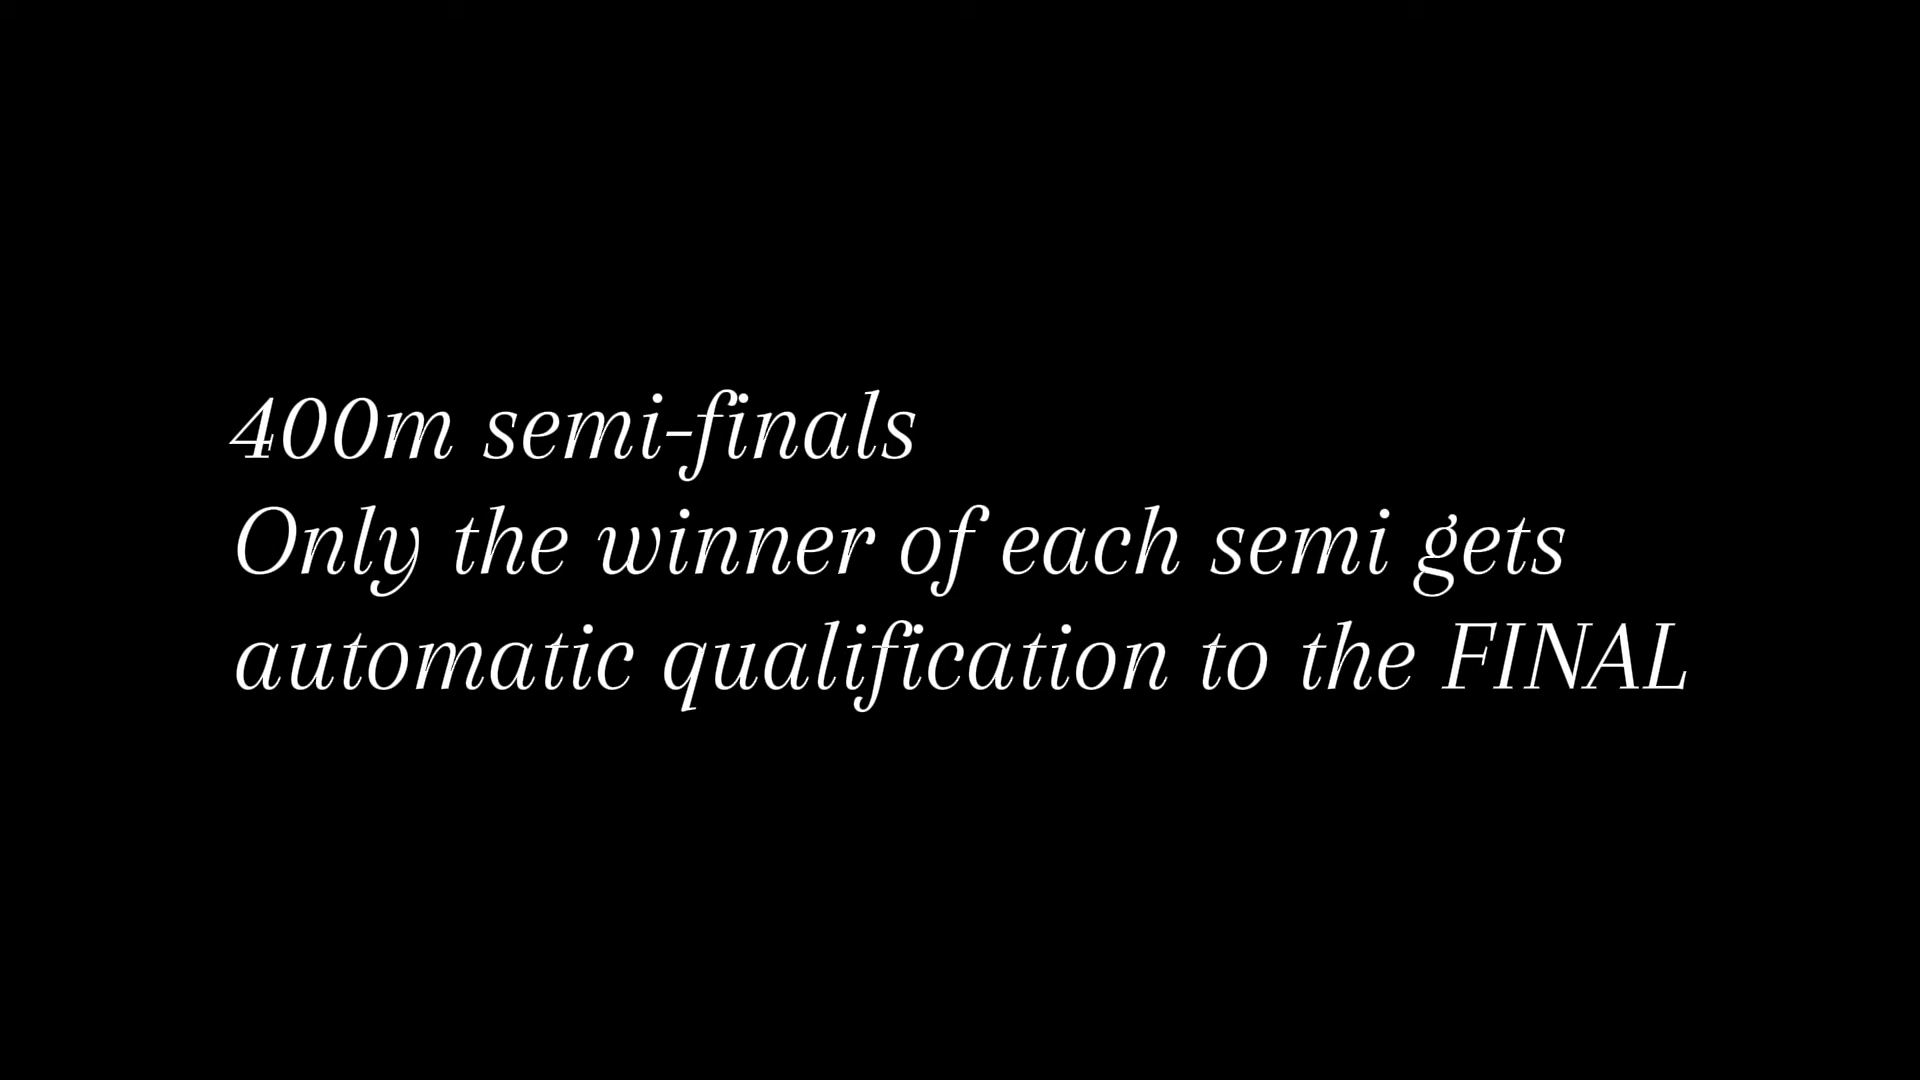 400m semi-finals
Only the winner of each semi gets
automatic qualification to the FINAL